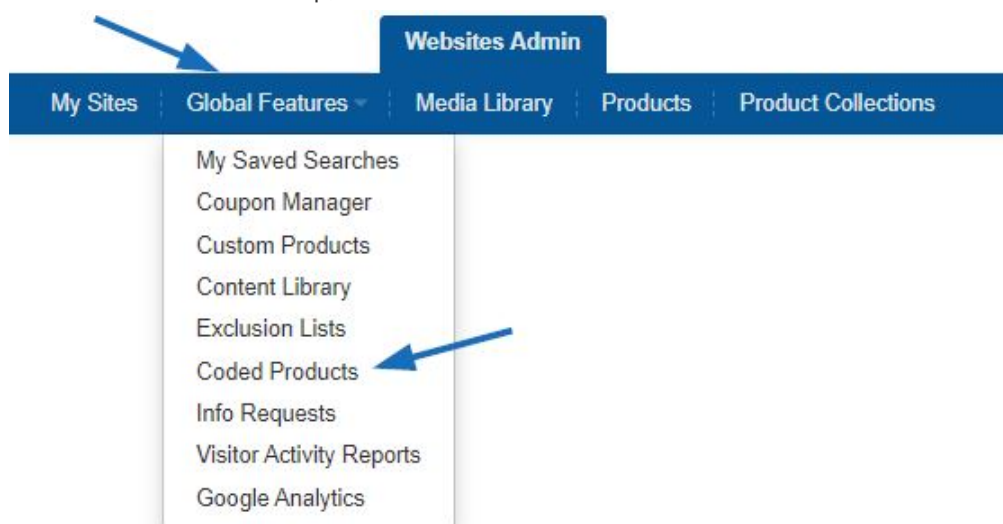 Websites Admin
My Sites Global Features Media Library Products Product Collections
My Saved Searches
Coupon Manager
Custom Products
Content Library
Exclusion Lists
Coded Products
Info Requests
Visitor Activity Reports
Google Analytics